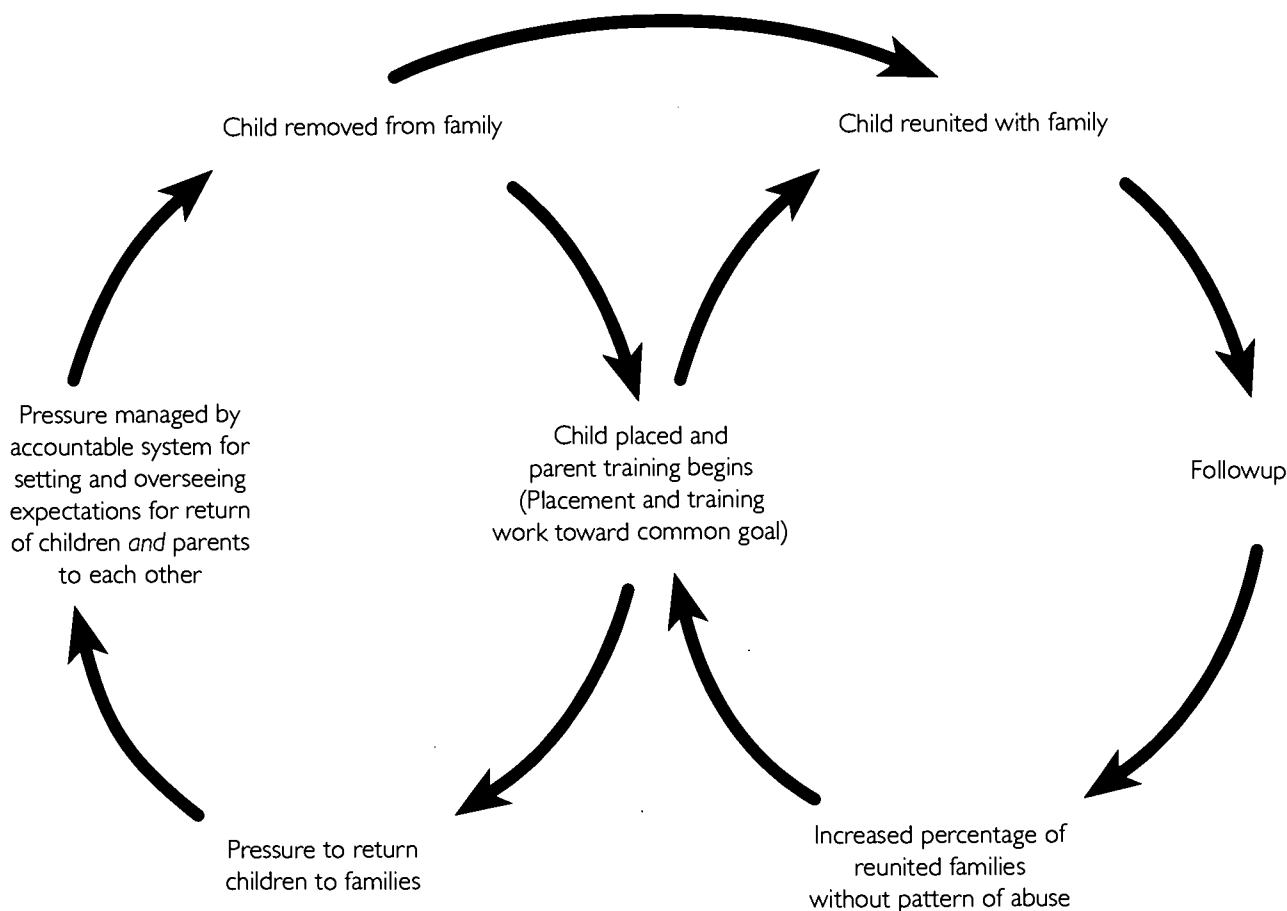 Child removed from family
Child reunited with family
Pressure managed by
accountable system for
setting and overseeing
expectations for return
of children and parents
to each other
Child placed and
parent training begins
(Placement and training
work toward common goal)
Followup
Pressure to return
children to families
Increased percentage of
reunited families
without pattern of abuse